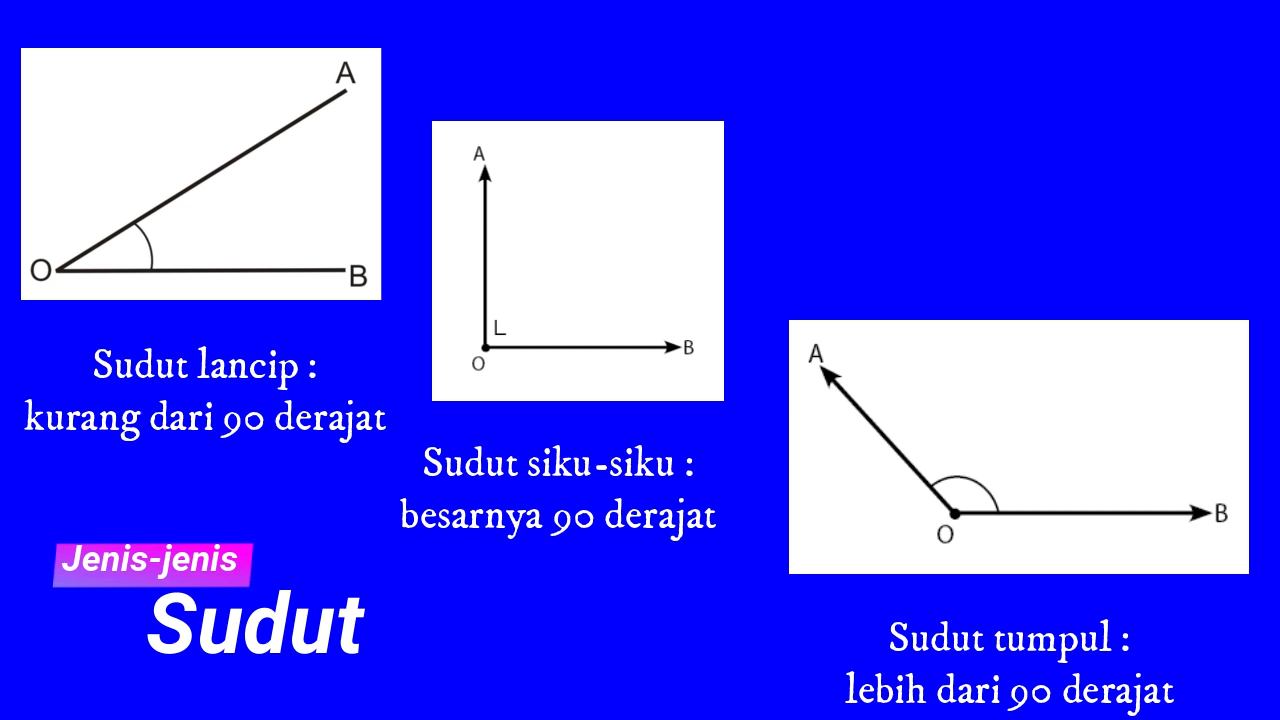 A
O
B
Sudut lancip :
kurang dari 90 derajat
A
O
B
Sudut siku-siku :
besarnya 90 derajat
A
O
B
Sudut tumpul :
lebih dari 90 derajat
Jenis-jenis
Sudut